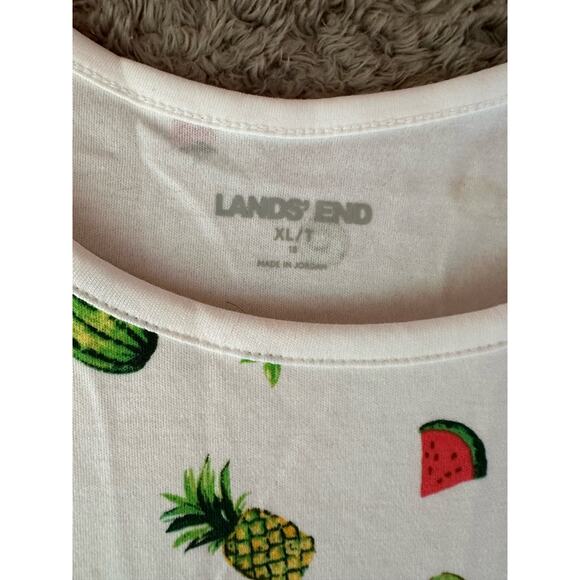 LANDS' END
XL/T
18
MADE IN JORDAN